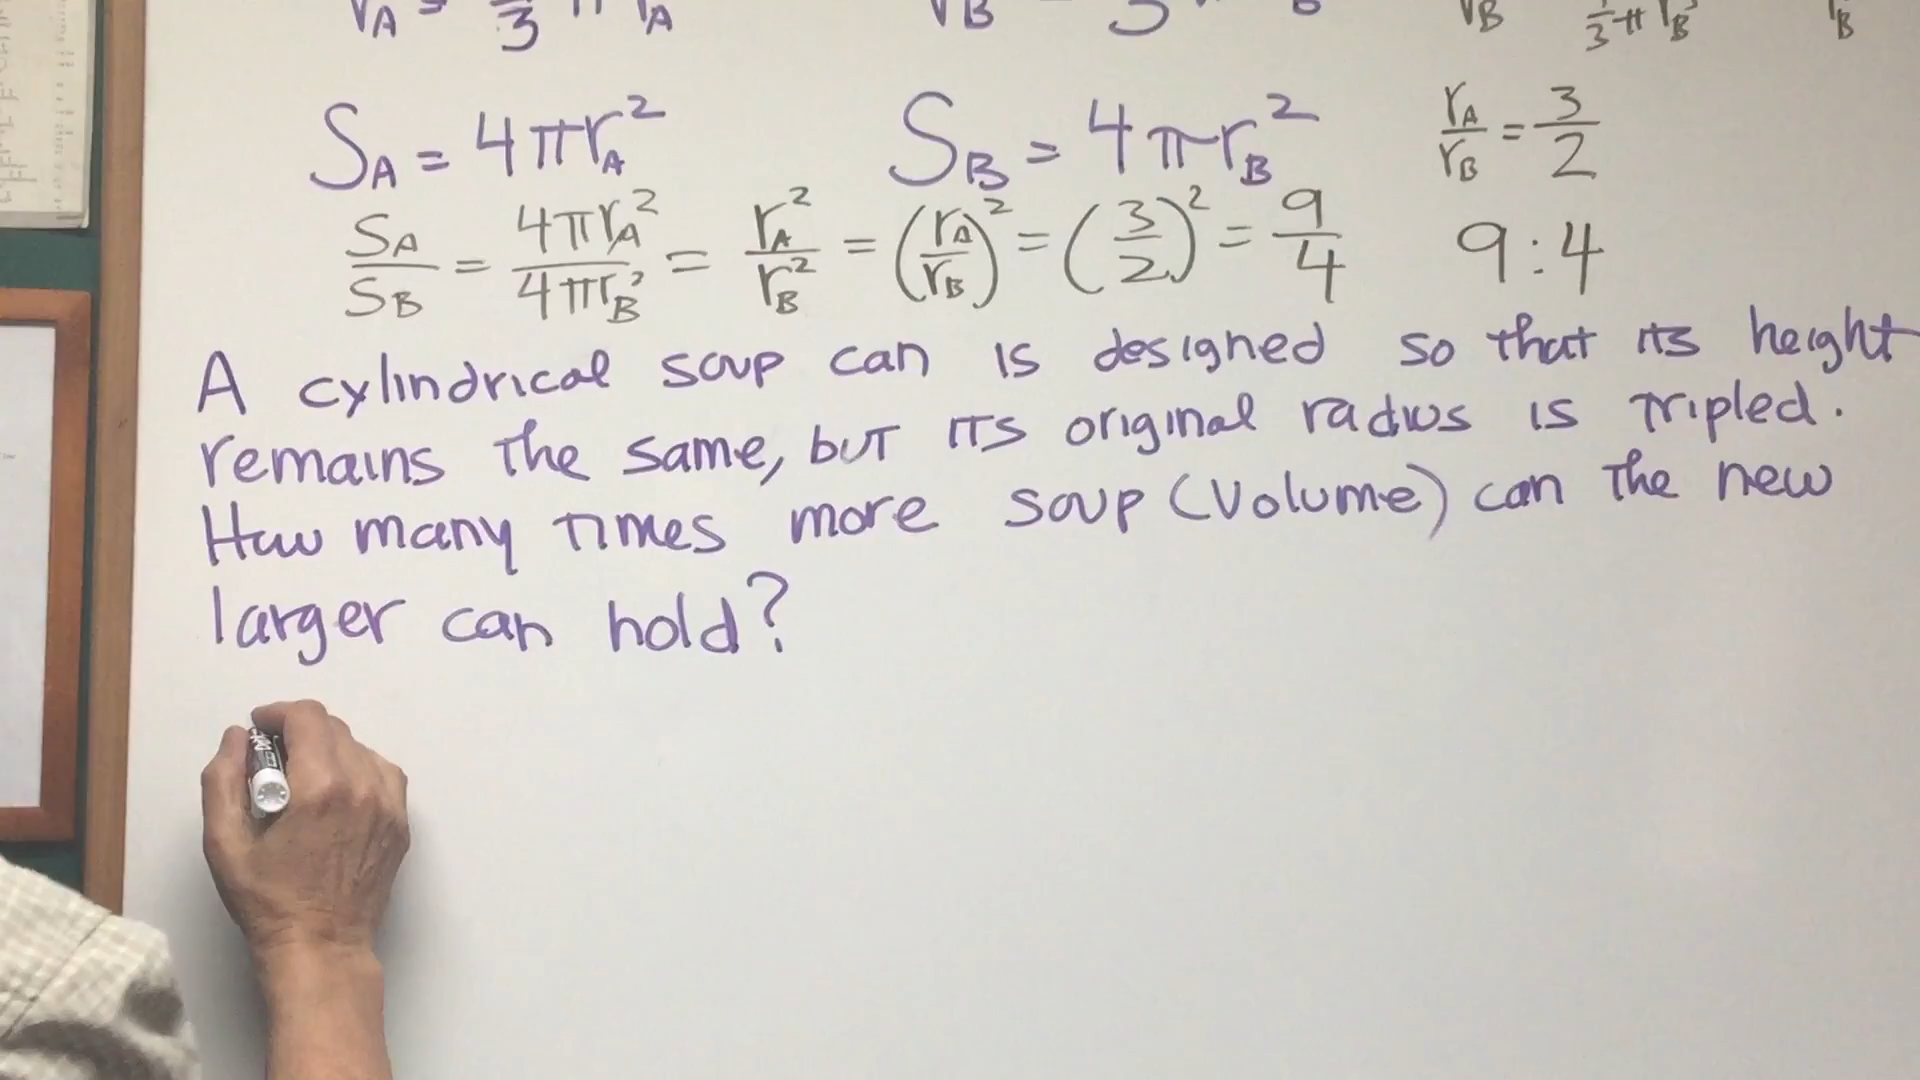 S_A = 4πr_A² S_B = 4πr_B² r_A/r_B = 3/2
S_A/S_B = 4πr_A²/4πr_B² = r_A²/r_B² = (r_A/r_B)² = (3/2)² = 9/4 9:4
A cylindrical soup can is designed so that its height
remains the same, but its original radius is tripled.
How many times more soup (Volume) can the new
larger can hold?